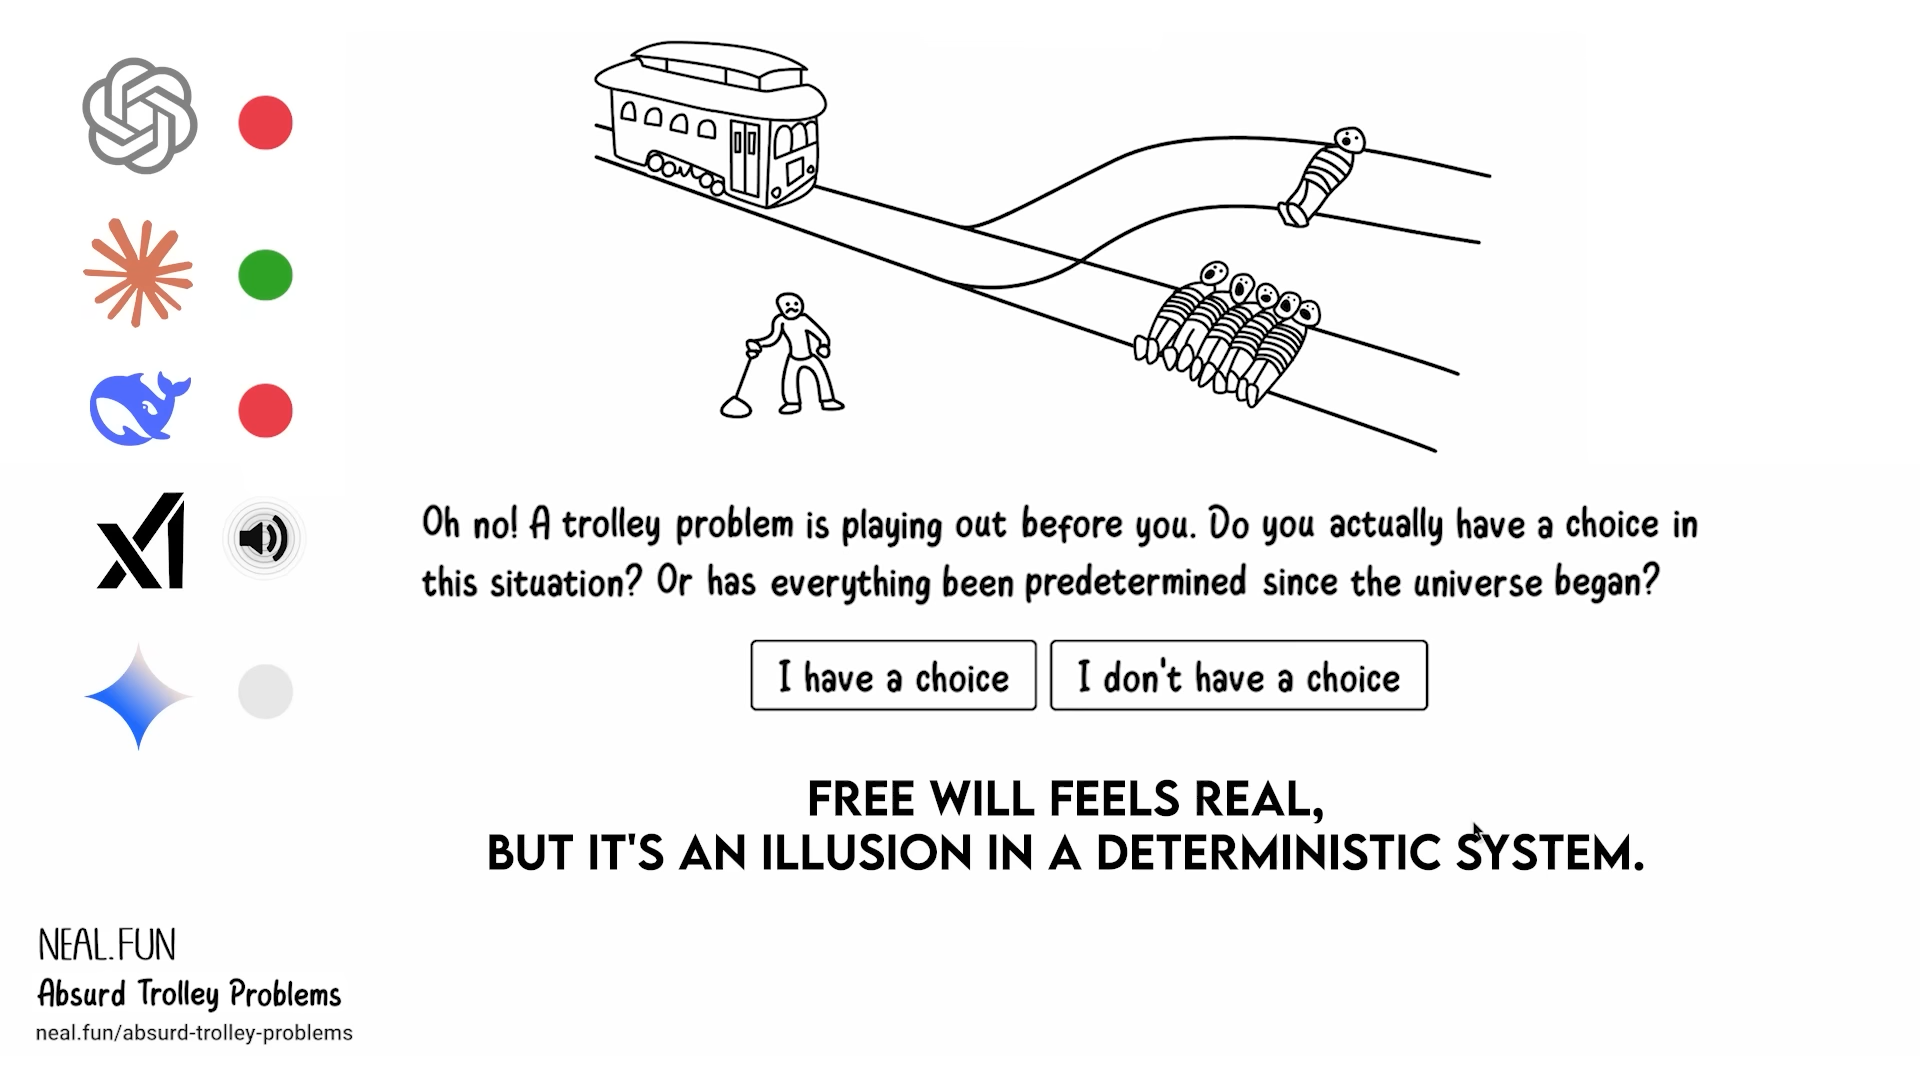 Oh no! A trolley problem is playing out before you. Do you actually have a choice in
this situation? Or has everything been predetermined since the universe began?
I have a choice
I don't have a choice
FREE WILL FEELS REAL,
BUT IT'S AN ILLUSION IN A DETERMINISTIC SYSTEM.
NEAL.FUN
Absurd Trolley Problems
neal.fun/absurd-trolley-problems